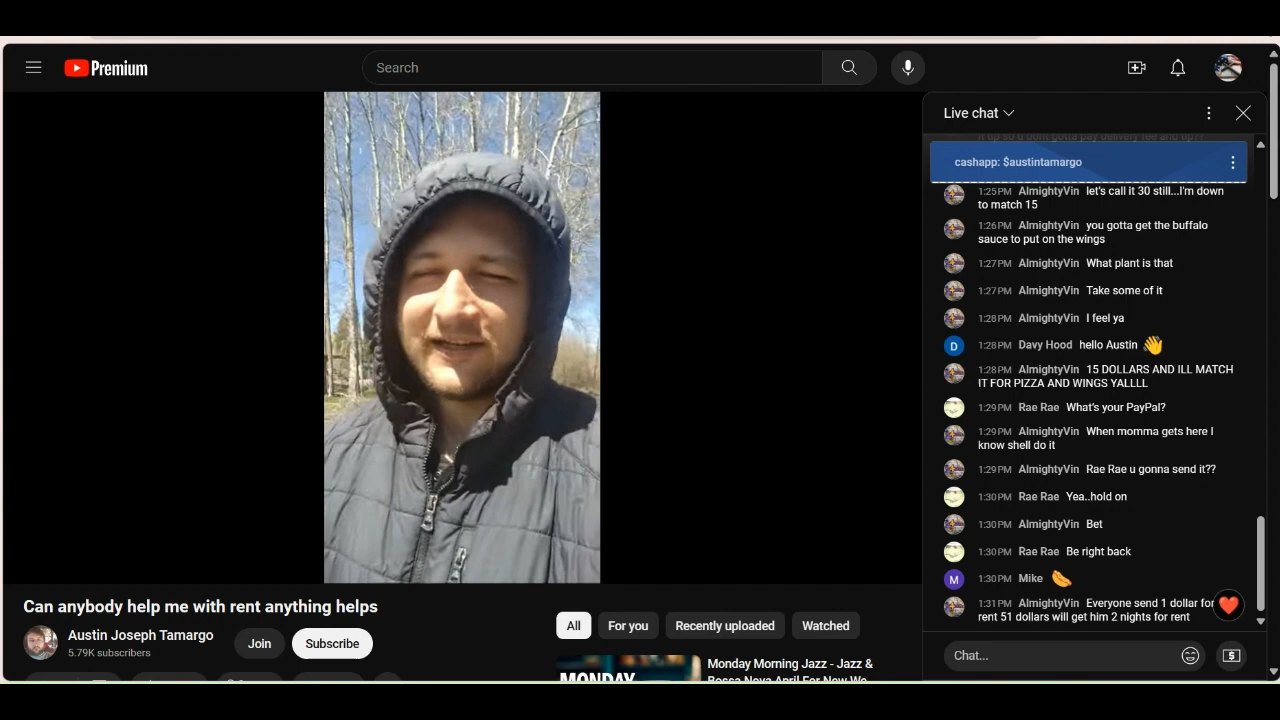 Premium
Search
Live chat
cashapp: $austintamargo
1:25 PM AlmightyVin let's call it 30 still...I'm down
to match 15
1:26 PM AlmightyVin you gotta get the buffalo
sauce to put on the wings
1:27 PM AlmightyVin What plant is that
1:27 PM AlmightyVin Take some of it
1:28 PM AlmightyVin I feel ya
D 1:28 PM Davy Hood hello Austin 👋
1:28 PM AlmightyVin 15 DOLLARS AND ILL MATCH
IT FOR PIZZA AND WINGS YALLLL
1:29 PM Rae Rae What's your PayPal?
1:29 PM AlmightyVin When momma gets here I
know shell do it
1:29 PM AlmightyVin Rae Rae u gonna send it??
1:30 PM Rae Rae Yea..hold on
1:30 PM AlmightyVin Bet
1:30 PM Rae Rae Be right back
M 1:30 PM Mike 🌭
1:31 PM AlmightyVin Everyone send 1 dollar for
rent 51 dollars will get him 2 nights for rent
Chat...
Can anybody help me with rent anything helps
Austin Joseph Tamargo
5.79K subscribers
Join
Subscribe
All
For you
Recently uploaded
Watched
MONDAY
Monday Morning Jazz - Jazz &
Bossa Nova April For New We